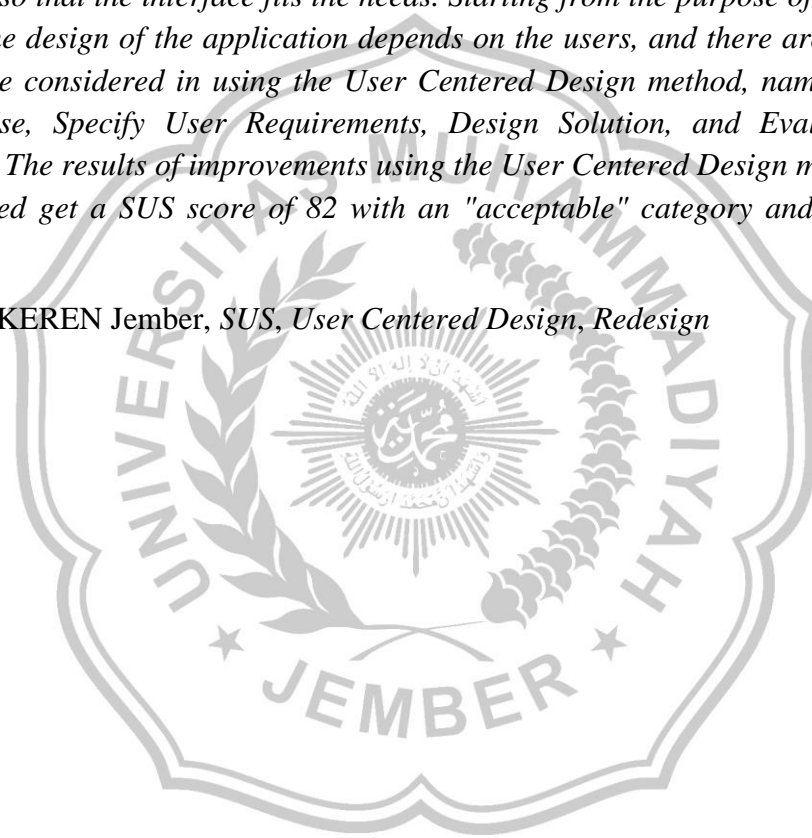 so that the interface fits the needs. Starting from the purpose of
he design of the application depends on the users, and there ar
e considered in using the User Centered Design method, nam
se, Specify User Requirements, Design Solution, and Eval
The results of improvements using the User Centered Design m
ed get a SUS score of 82 with an "acceptable" category and
KEREN Jember, SUS, User Centered Design, Redesign
UNIVERSITAS MUHAMMADIYAH
JEMBER